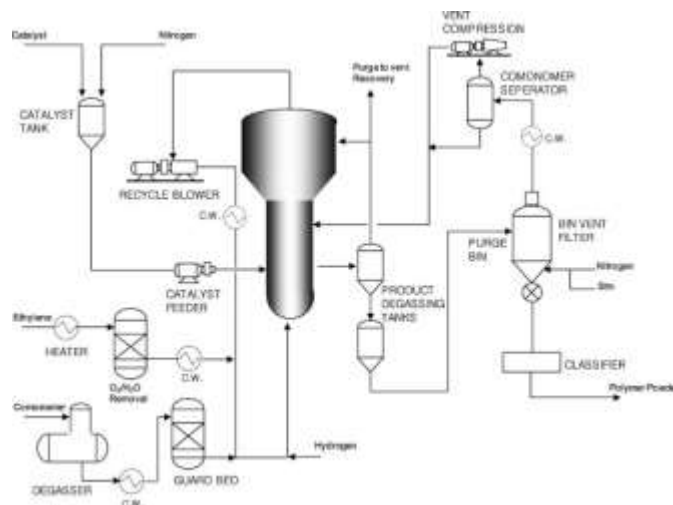 Catalyst
Nitrogen
CATALYST
TANK
RECYCLE BLOWER
C.W.
CATALYST
FEEDER
Ethylene
HEATER
O₂/H₂O
Removal
C.W.
Comonomer
DEGASSER
C.W.
GUARD BED
Hydrogen
Purge to vent
Recovery
PRODUCT
DEGASSING
TANKS
VENT
COMPRESSION
COMONOMER
SEPERATOR
C.W.
PURGE
BIN
BIN VENT
FILTER
Nitrogen
CLASSIFIER
Polymer Powde